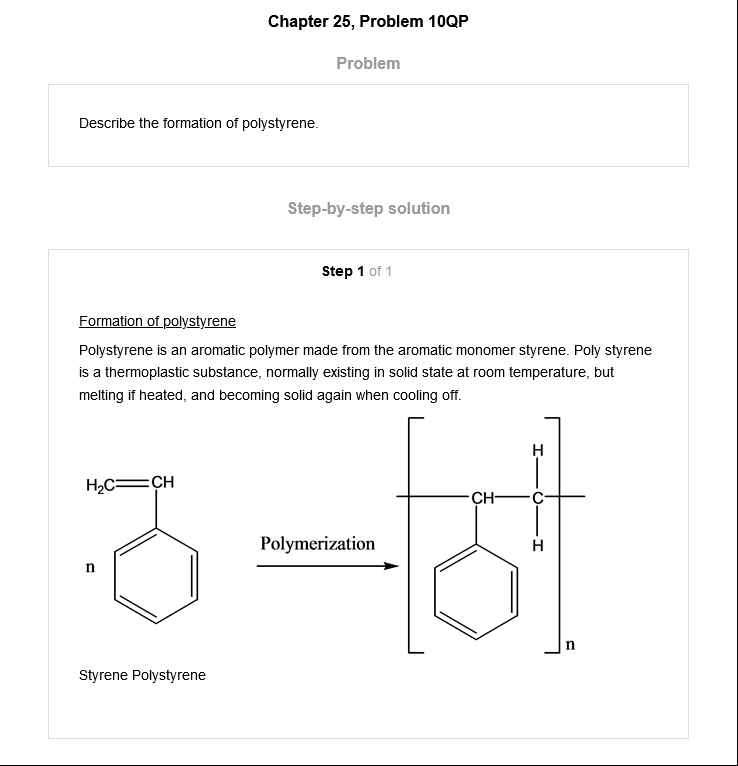 Chapter 25, Problem 10QP
Problem
Describe the formation of polystyrene.
Step-by-step solution
Step 1 of 1
Formation of polystyrene
Polystyrene is an aromatic polymer made from the aromatic monomer styrene. Poly styrene
is a thermoplastic substance, normally existing in solid state at room temperature, but
melting if heated, and becoming solid again when cooling off.
H₂C CH
n
Polymerization
H
CH C
H
n
Styrene Polystyrene